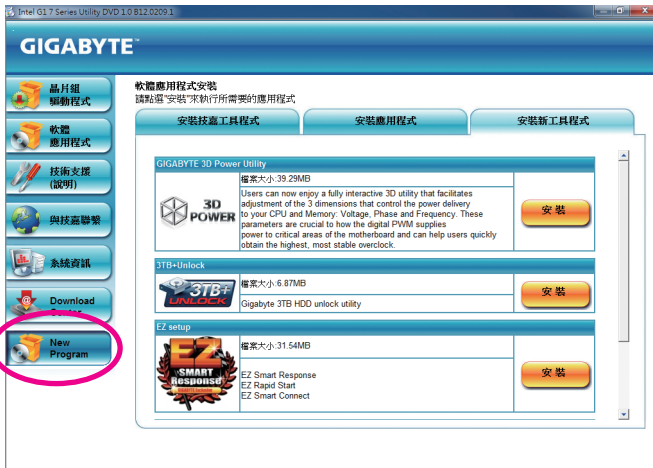 Intel G1 7 Series Utility DVD 1.0 B12.0209.1
GIGABYTE™
晶片組
驅動程式
軟體
應用程式
技術支援
(說明)
與技嘉聯繫
系統資訊
Download
Center
New
Program
軟體應用程式安裝
請點選"安裝"來執行所需要的應用程式
安裝技嘉工具程式
安裝應用程式
安裝新工具程式
GIGABYTE 3D Power Utility
3D
POWER
檔案大小:39.29MB
Users can now enjoy a fully interactive 3D utility that facilitates
adjustment of the 3 dimensions that control the power delivery
to your CPU and Memory: Voltage, Phase and Frequency. These
parameters are crucial to how the digital PWM supplies
power to critical areas of the motherboard and can help users quickly
obtain the highest, most stable overclock.
安裝
3TB+Unlock
3TB+
UNLOCK
檔案大小:6.87MB
Gigabyte 3TB HDD unlock utility
安裝
EZ setup
EZ
SMART
Response
檔案大小:31.54MB
EZ Smart Response
EZ Rapid Start
EZ Smart Connect
安裝